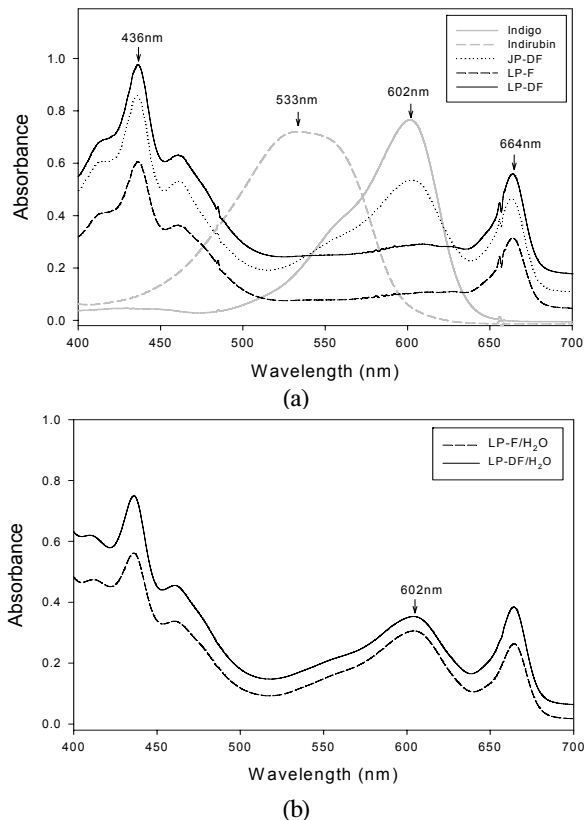 436nm
533nm
602nm
664nm
Indigo
Indirubin
JP-DF
LP-F
LP-DF
Absorbance
1.0
0.8
0.6
0.4
0.2
0.0
400
450
500
550
600
650
700
Wavelength (nm)
(a)
LP-F/H₂O
LP-DF/H₂O
602nm
Absorbance
1.0
0.8
0.6
0.4
0.2
0.0
400
450
500
550
600
650
700
Wavelength (nm)
(b)